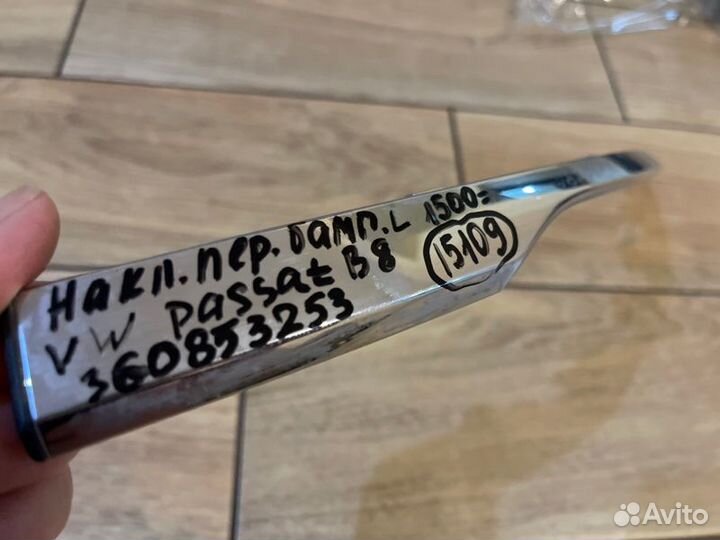 Накл. пер. бамп. L 1500=
VW passat B8 15109
3G0853253
Avito